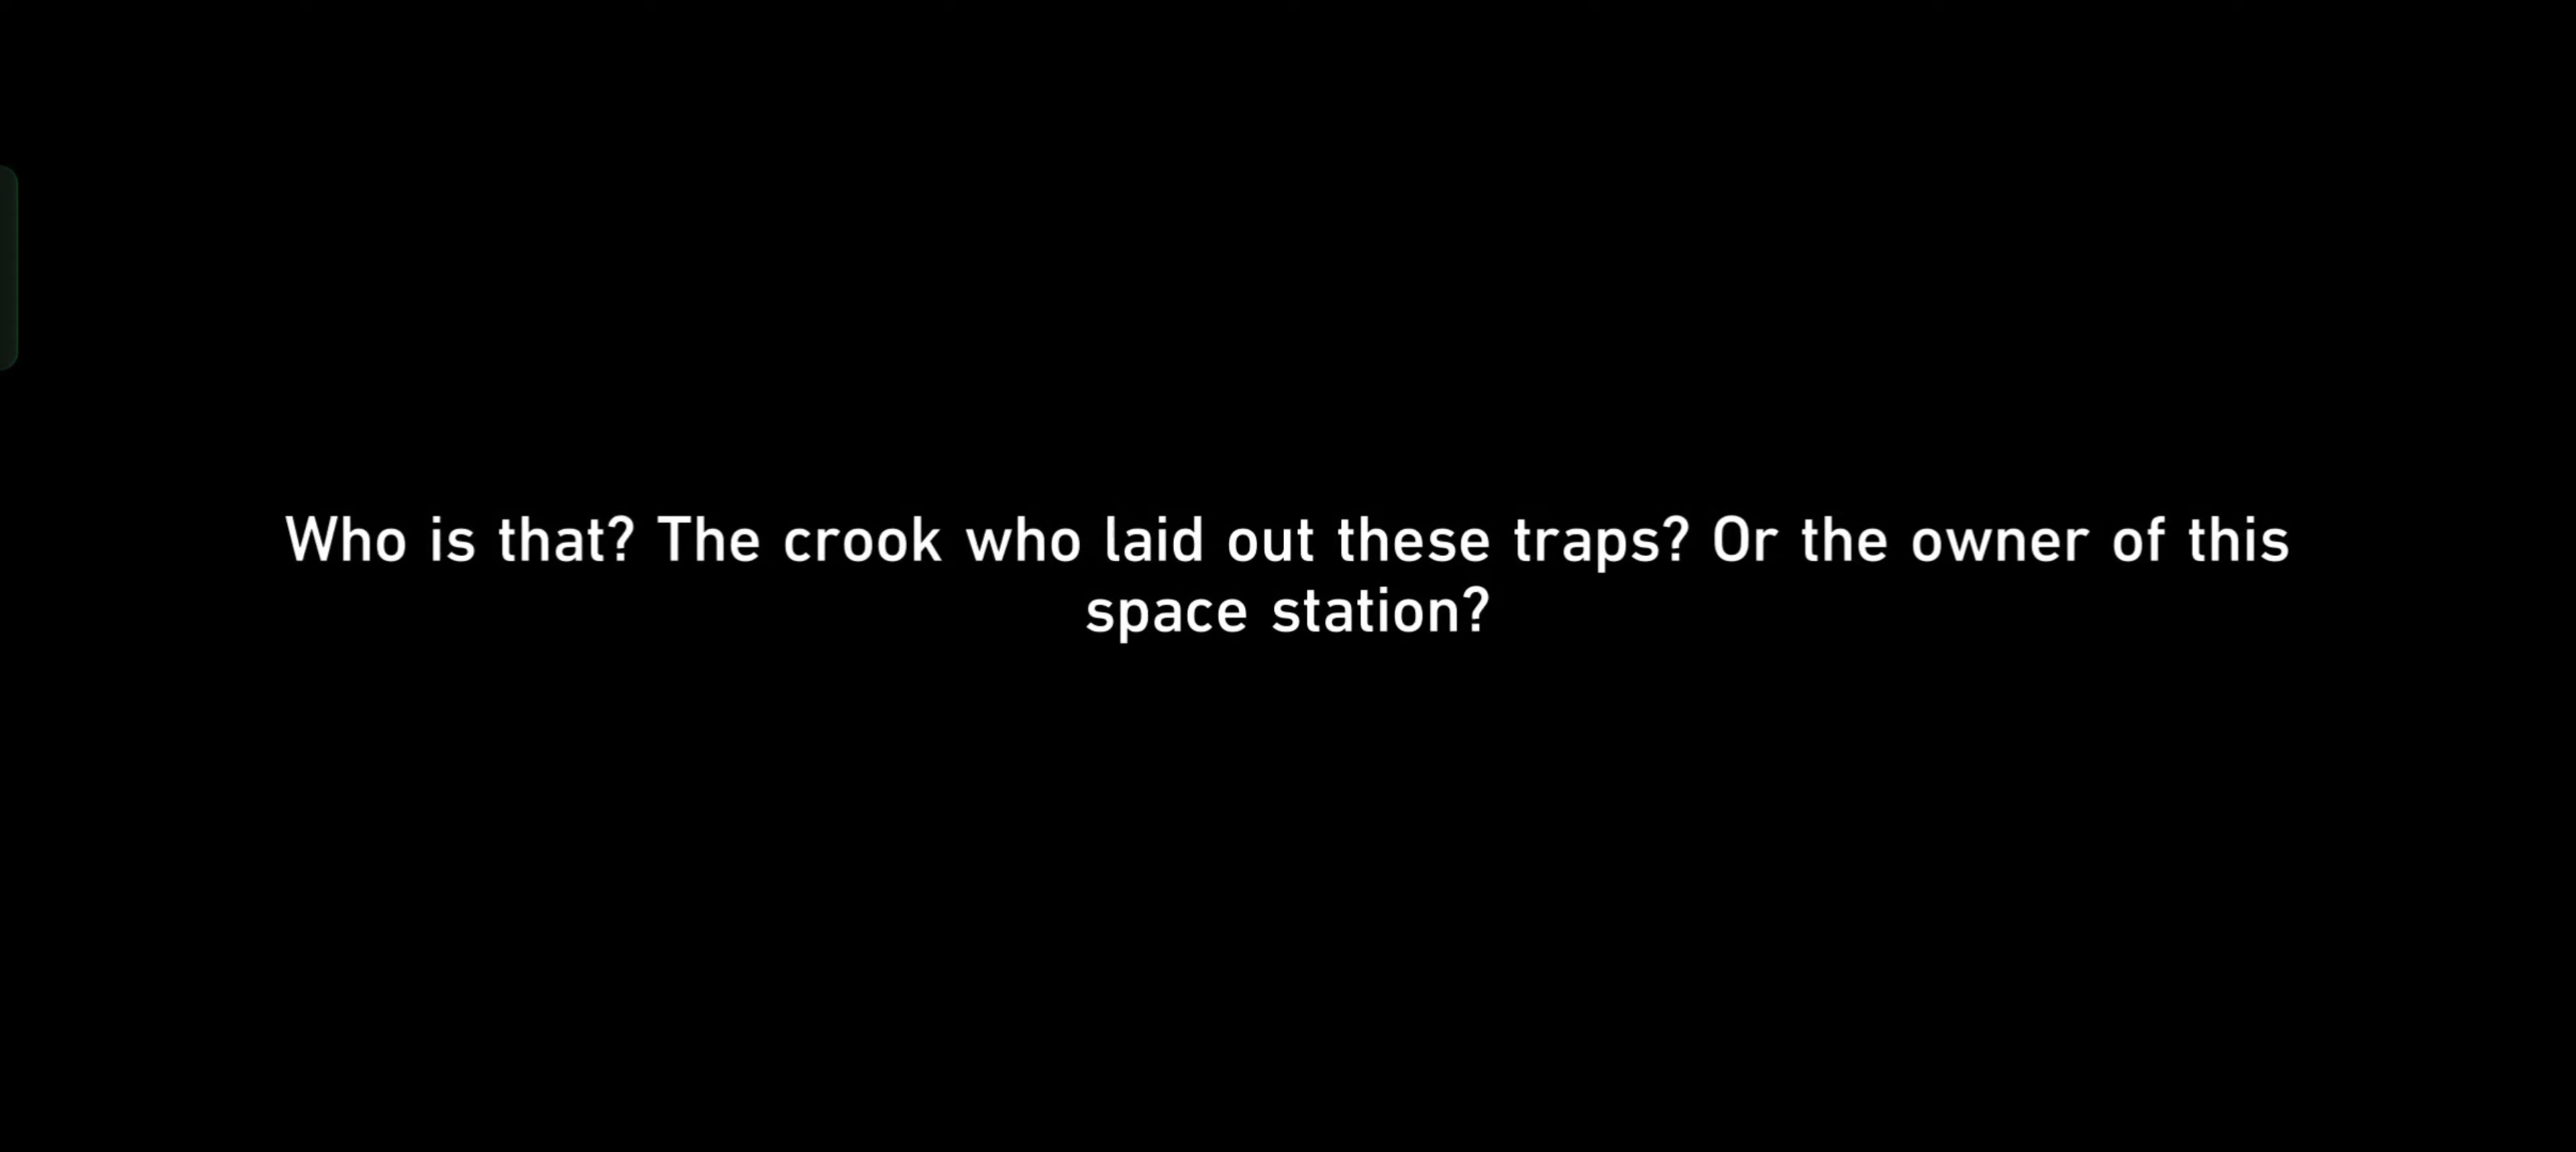 Who is that? The crook who laid out these traps? Or the owner of this
space station?